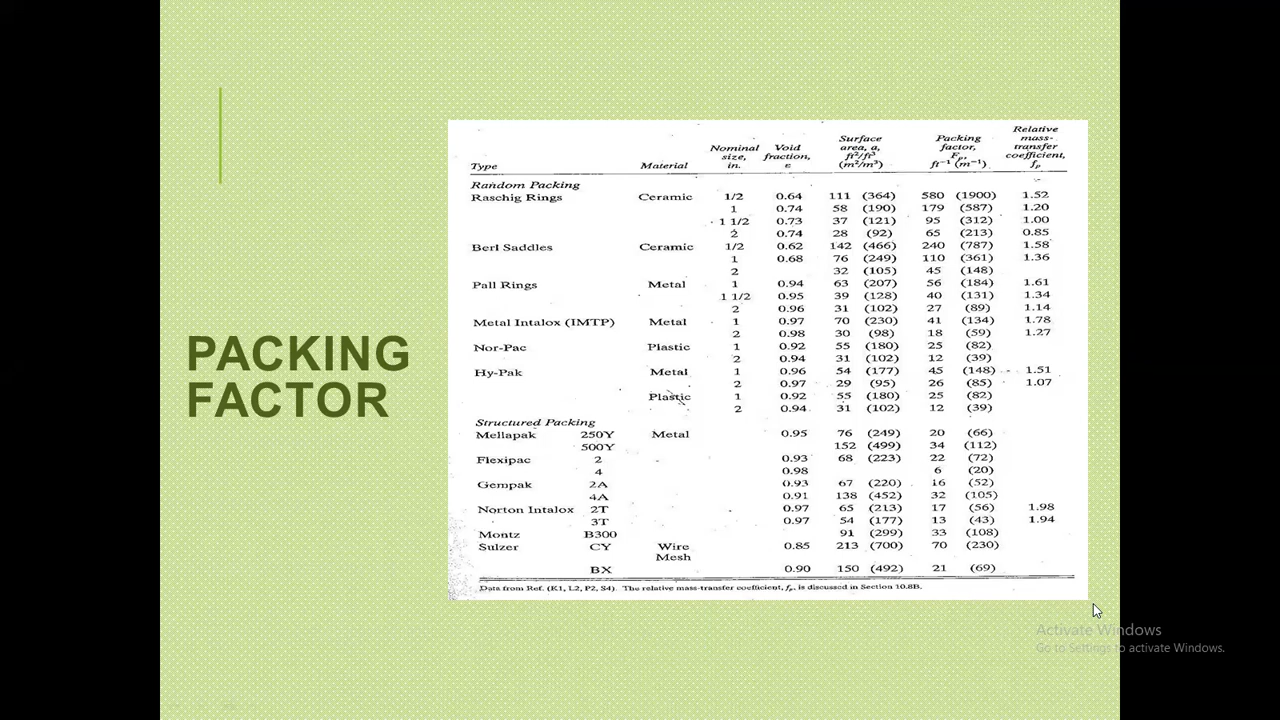 PACKING
FACTOR
Type Material Nominal size, in. Void fraction, ε Surface area, a, ft²/ft³ (m²/m³) Packing factor, Fp, ft⁻¹ (m⁻¹) Relative mass-transfer coefficient, fp
Random Packing
Raschig Rings Ceramic 1/2 0.64 111 (364) 580 (1900) 1.52
1 0.74 58 (190) 179 (587) 1.20
1 1/2 0.73 37 (121) 95 (312) 1.00
2 0.74 28 (92) 65 (213) 0.85
Berl Saddles Ceramic 1/2 0.62 142 (466) 240 (787) 1.58
1 0.68 76 (249) 110 (361) 1.36
2 32 (105) 45 (148)
Pall Rings Metal 1 0.94 63 (207) 56 (184) 1.61
1 1/2 0.95 39 (128) 40 (131) 1.34
2 0.96 31 (102) 27 (89) 1.14
Metal Intalox (IMTP) Metal 1 0.97 70 (230) 41 (134) 1.78
2 0.98 30 (98) 18 (59) 1.27
Nor-Pac Plastic 1 0.92 55 (180) 25 (82)
2 0.94 31 (102) 12 (39)
Hy-Pak Metal 1 0.96 54 (177) 45 (148) 1.51
2 0.97 29 (95) 26 (85) 1.07
Plastic 1 0.92 55 (180) 25 (82)
2 0.94 31 (102) 12 (39)
Structured Packing
Mellapak 250Y Metal 0.95 76 (249) 20 (66)
500Y 152 (499) 34 (112)
Flexipac 2 0.93 68 (223) 22 (72)
4 0.98 6 (20)
Gempak 2A 0.93 67 (220) 16 (52)
4A 0.91 138 (452) 32 (105)
Norton Intalox 2T 0.97 65 (213) 17 (56) 1.98
3T 0.97 54 (177) 13 (43) 1.94
Montz B300 91 (299) 33 (108)
Sulzer CY Wire 0.85 213 (700) 70 (230)
Mesh
BX 0.90 150 (492) 21 (69)
Data from Ref. (K1, L2, P2, S4). The relative mass-transfer coefficient, fp, is discussed in Section 10.8B.
Activate Windows
Go to Settings to activate Windows.